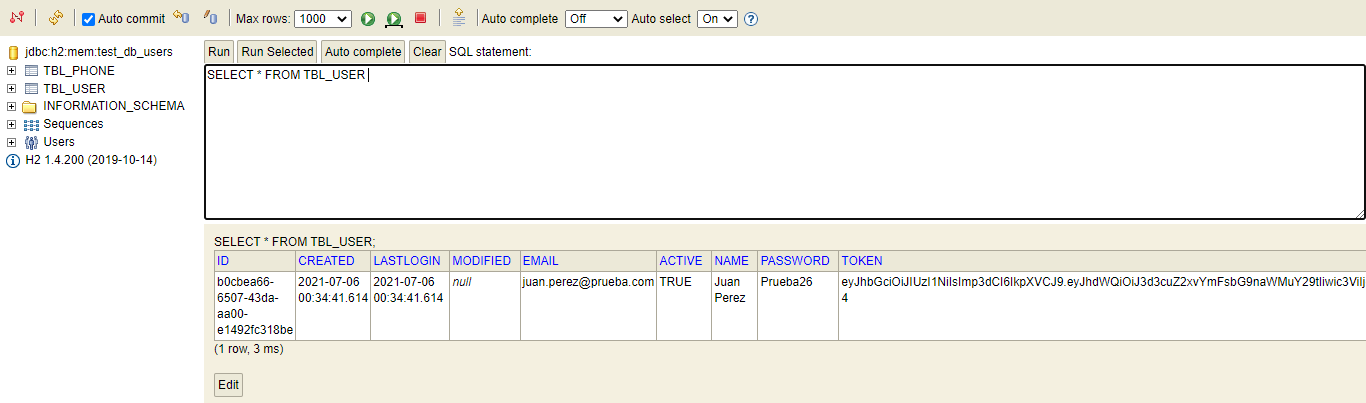 Auto commit Max rows: 1000 Auto complete Off Auto select On
jdbc:h2:mem:test_db_users
TBL_PHONE
TBL_USER
INFORMATION_SCHEMA
Sequences
Users
H2 1.4.200 (2019-10-14)
Run Run Selected Auto complete Clear SQL statement:
SELECT * FROM TBL_USER
SELECT * FROM TBL_USER;
ID CREATED LASTLOGIN MODIFIED EMAIL ACTIVE NAME PASSWORD TOKEN
b0cbea66- 2021-07-06 2021-07-06 null juan.perez@prueba.com TRUE Juan Prueba26
6507-43da- 00:34:41.614 00:34:41.614 Perez 4
aa00-
e1492fc318be
(1 row, 3 ms)
Edit